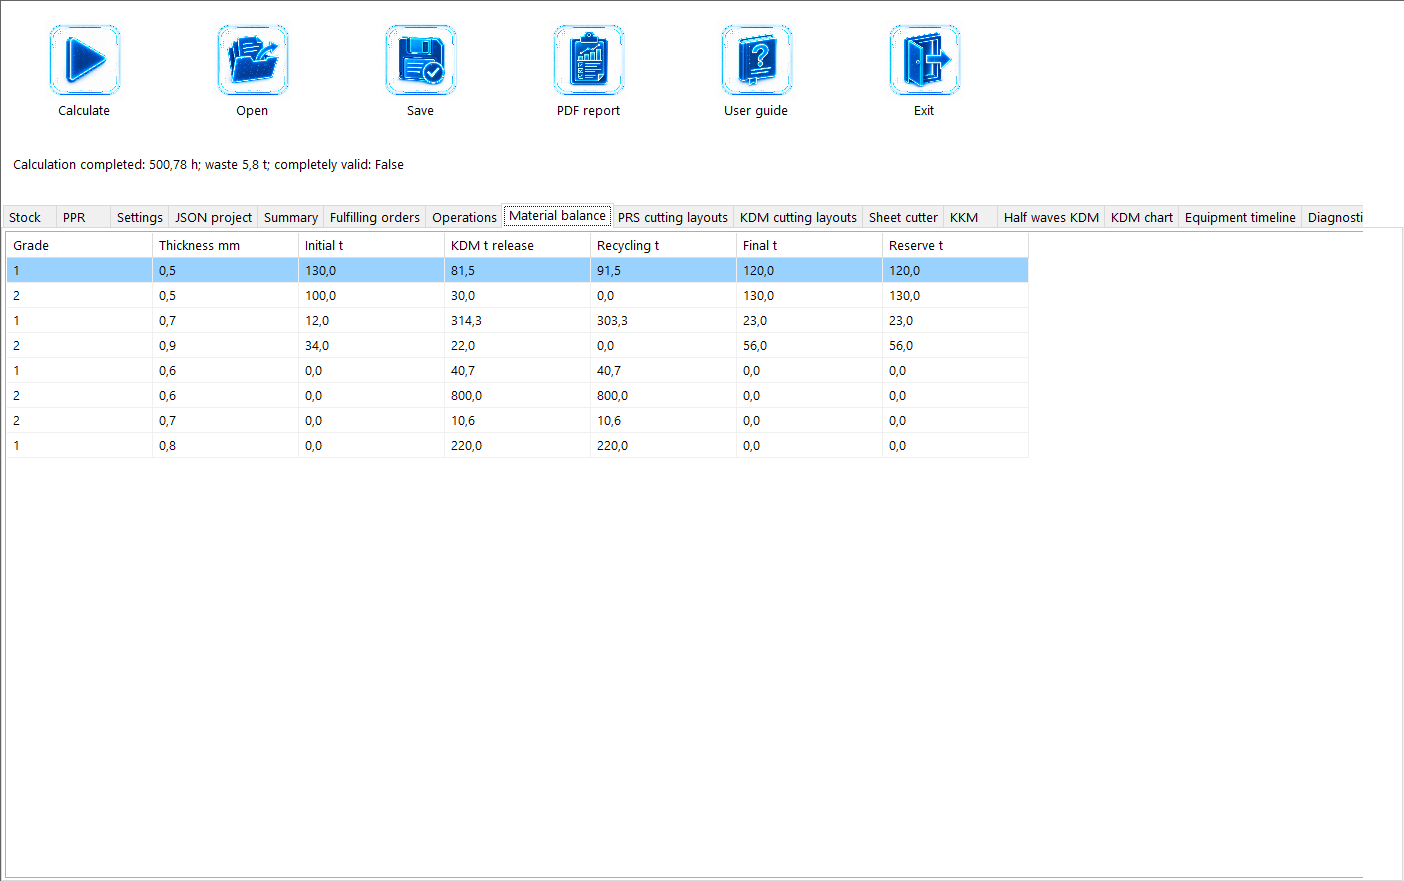 Calculate Open Save PDF report User guide Exit
Calculation completed: 500,78 h; waste 5,8 t; completely valid: False
Stock PPR Settings JSON project Summary Fulfilling orders Operations Material balance PRS cutting layouts KDM cutting layouts Sheet cutter KKM Half waves KDM KDM chart Equipment timeline Diagnosti
Grade Thickness mm Initial t KDM t release Recycling t Final t Reserve t
1 0,5 130,0 81,5 91,5 120,0 120,0
2 0,5 100,0 30,0 0,0 130,0 130,0
1 0,7 12,0 314,3 303,3 23,0 23,0
2 0,9 34,0 22,0 0,0 56,0 56,0
1 0,6 0,0 40,7 40,7 0,0 0,0
2 0,6 0,0 800,0 800,0 0,0 0,0
2 0,7 0,0 10,6 10,6 0,0 0,0
1 0,8 0,0 220,0 220,0 0,0 0,0